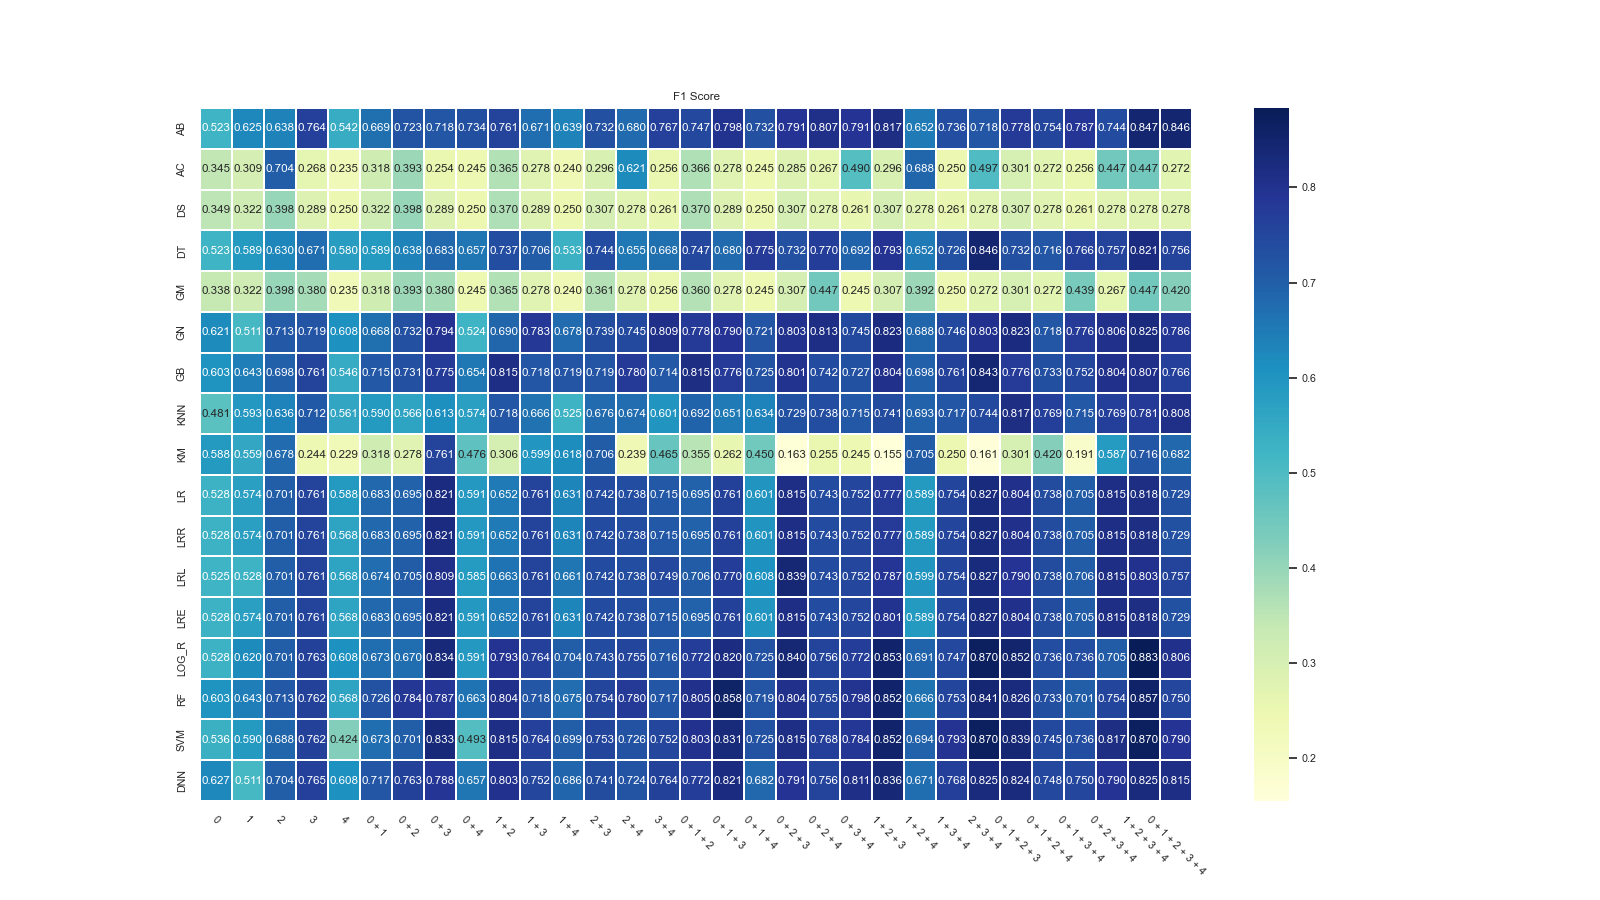 F1 Score
AB 0.523 0.625 0.638 0.764 0.542 0.669 0.723 0.718 0.734 0.761 0.671 0.639 0.732 0.680 0.767 0.747 0.798 0.732 0.791 0.807 0.791 0.817 0.652 0.736 0.718 0.778 0.754 0.787 0.744 0.847 0.846
AC 0.345 0.309 0.704 0.268 0.235 0.318 0.393 0.254 0.245 0.365 0.278 0.240 0.296 0.621 0.256 0.366 0.278 0.245 0.285 0.267 0.490 0.296 0.688 0.250 0.497 0.301 0.272 0.256 0.447 0.447 0.272
DS 0.349 0.322 0.398 0.289 0.250 0.322 0.398 0.289 0.250 0.370 0.289 0.250 0.307 0.278 0.261 0.370 0.289 0.250 0.307 0.278 0.261 0.307 0.278 0.261 0.278 0.307 0.278 0.261 0.278 0.278 0.278
DT 0.523 0.589 0.630 0.671 0.580 0.589 0.638 0.683 0.657 0.737 0.706 0.533 0.744 0.655 0.668 0.747 0.680 0.775 0.732 0.770 0.692 0.793 0.652 0.726 0.846 0.732 0.716 0.766 0.757 0.821 0.756
GM 0.338 0.322 0.398 0.380 0.235 0.318 0.393 0.380 0.245 0.365 0.278 0.240 0.361 0.278 0.256 0.360 0.278 0.245 0.307 0.447 0.245 0.307 0.392 0.250 0.272 0.301 0.272 0.439 0.267 0.447 0.420
GN 0.621 0.511 0.713 0.719 0.608 0.668 0.732 0.794 0.524 0.690 0.783 0.678 0.739 0.745 0.809 0.778 0.790 0.721 0.803 0.813 0.745 0.823 0.688 0.746 0.803 0.823 0.718 0.776 0.806 0.825 0.786
GB 0.603 0.643 0.698 0.761 0.546 0.715 0.731 0.775 0.654 0.815 0.718 0.719 0.719 0.780 0.714 0.815 0.776 0.725 0.801 0.742 0.727 0.804 0.698 0.761 0.843 0.776 0.733 0.752 0.804 0.807 0.766
KNN 0.481 0.593 0.636 0.712 0.561 0.590 0.566 0.613 0.574 0.718 0.666 0.525 0.676 0.674 0.601 0.692 0.651 0.634 0.729 0.738 0.715 0.741 0.693 0.717 0.744 0.817 0.769 0.715 0.769 0.781 0.808
KM 0.588 0.559 0.678 0.244 0.229 0.318 0.278 0.761 0.476 0.306 0.599 0.618 0.706 0.239 0.465 0.355 0.262 0.450 0.163 0.255 0.245 0.155 0.705 0.250 0.161 0.301 0.420 0.191 0.587 0.716 0.682
LR 0.528 0.574 0.701 0.761 0.588 0.683 0.695 0.821 0.591 0.652 0.761 0.631 0.742 0.738 0.715 0.695 0.761 0.601 0.815 0.743 0.752 0.777 0.589 0.754 0.827 0.804 0.738 0.705 0.815 0.818 0.729
LRR 0.528 0.574 0.701 0.761 0.568 0.683 0.695 0.821 0.591 0.652 0.761 0.631 0.742 0.738 0.715 0.695 0.761 0.601 0.815 0.743 0.752 0.777 0.589 0.754 0.827 0.804 0.738 0.705 0.815 0.818 0.729
LRL 0.525 0.528 0.701 0.761 0.568 0.674 0.705 0.809 0.585 0.663 0.761 0.661 0.742 0.738 0.749 0.706 0.770 0.608 0.839 0.743 0.752 0.787 0.599 0.754 0.827 0.790 0.738 0.706 0.815 0.803 0.757
LRE 0.528 0.574 0.701 0.761 0.568 0.683 0.695 0.821 0.591 0.652 0.761 0.631 0.742 0.738 0.715 0.695 0.761 0.601 0.815 0.743 0.752 0.801 0.589 0.754 0.827 0.804 0.738 0.705 0.815 0.818 0.729
LOG_R 0.528 0.620 0.701 0.763 0.608 0.673 0.670 0.834 0.591 0.793 0.764 0.704 0.743 0.755 0.716 0.772 0.820 0.725 0.840 0.756 0.772 0.853 0.691 0.747 0.870 0.852 0.736 0.736 0.705 0.883 0.806
RF 0.603 0.643 0.713 0.762 0.568 0.726 0.784 0.787 0.663 0.804 0.718 0.675 0.754 0.780 0.717 0.805 0.858 0.719 0.804 0.755 0.798 0.852 0.666 0.753 0.841 0.826 0.733 0.701 0.754 0.857 0.750
SVM 0.536 0.590 0.688 0.762 0.424 0.673 0.701 0.833 0.493 0.815 0.764 0.699 0.753 0.726 0.752 0.803 0.831 0.725 0.815 0.768 0.784 0.852 0.694 0.793 0.870 0.839 0.745 0.736 0.817 0.870 0.790
DNN 0.627 0.511 0.704 0.765 0.608 0.717 0.763 0.788 0.657 0.803 0.752 0.686 0.741 0.724 0.764 0.772 0.821 0.682 0.791 0.756 0.811 0.836 0.671 0.768 0.825 0.824 0.748 0.750 0.790 0.825 0.815
0 1 2 3 4 0 + 1 0 + 2 0 + 3 0 + 4 1 + 2 1 + 3 1 + 4 2 + 3 2 + 4 3 + 4 0 + 1 + 2 0 + 1 + 3 0 + 1 + 4 0 + 2 + 3 0 + 2 + 4 0 + 3 + 4 1 + 2 + 3 1 + 2 + 4 1 + 3 + 4 2 + 3 + 4 0 + 1 + 2 + 3 0 + 1 + 2 + 4 0 + 1 + 3 + 4 0 + 2 + 3 + 4 1 + 2 + 3 + 4 0 + 1 + 2 + 3 + 4
0.8
0.7
0.6
0.5
0.4
0.3
0.2